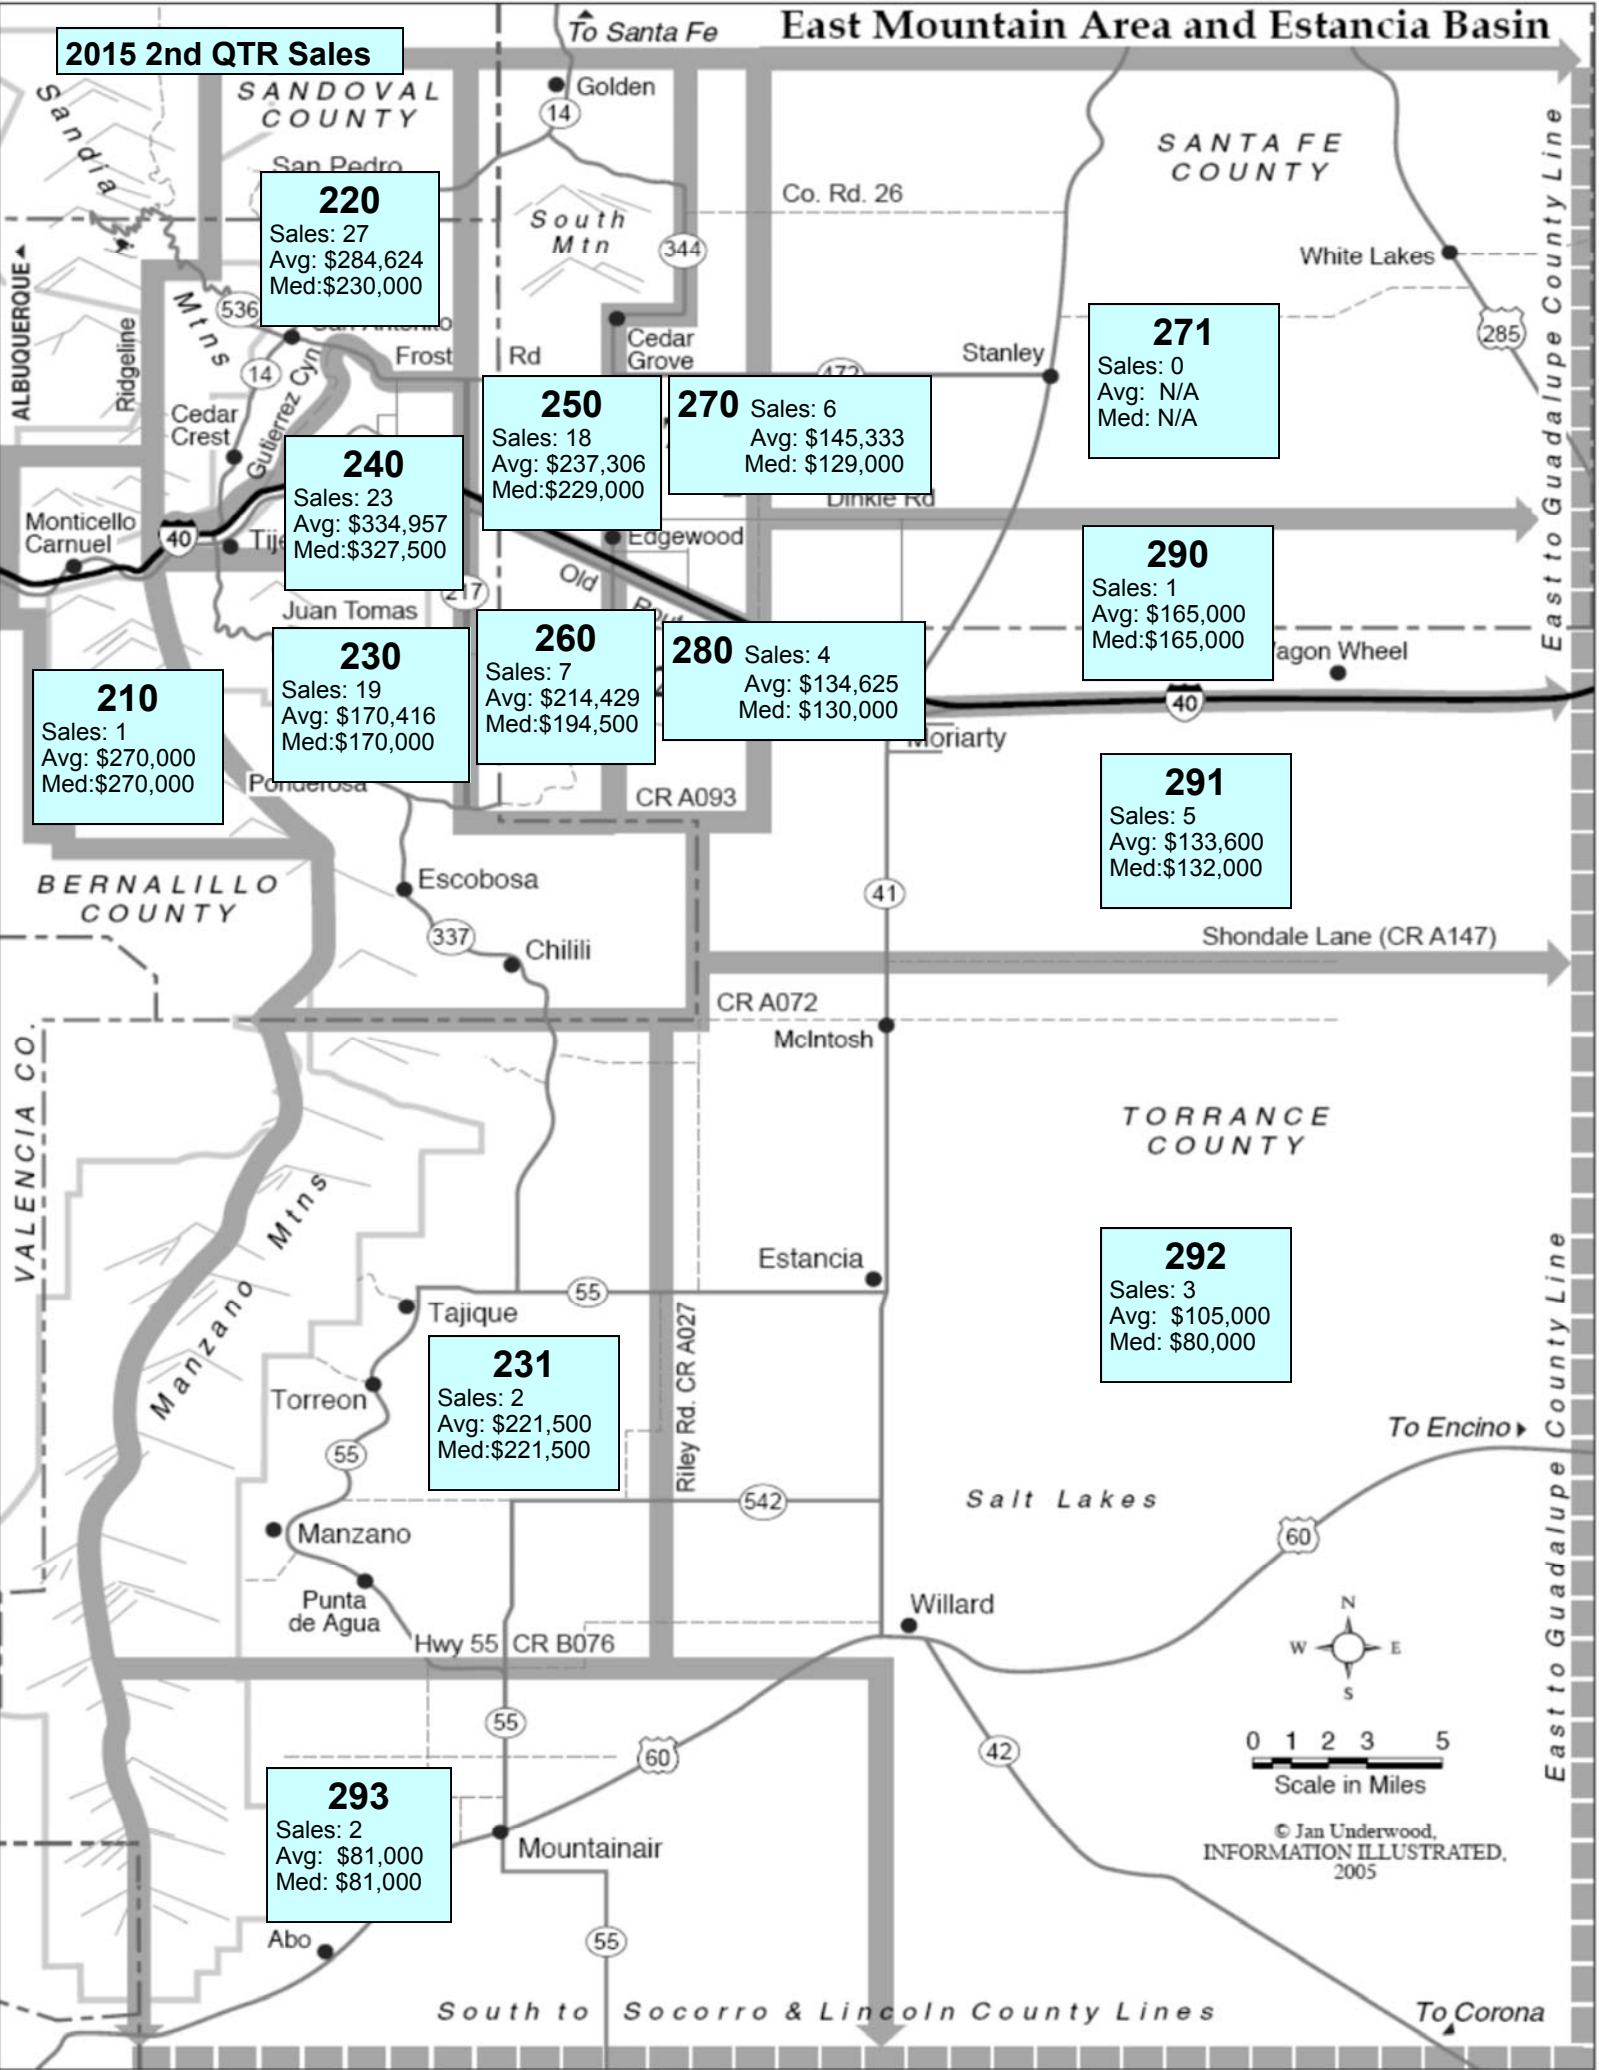 To Santa Fe
East Mountain Area and Estancia Basin
2015 2nd QTR Sales
Golden
14
SANDOVAL
COUNTY
Sandia
Mtns
SANTA FE
COUNTY
San Pedro
Co. Rd. 26
220
Sales: 27
Avg: $284,624
Med:$230,000
South
Mtn
344
White Lakes
285
East to Guadalupe County Line
ALBUQUERQUE
Ridgeline
536
14
Frost
Rd
Cedar
Grove
Stanley
472
271
Sales: 0
Avg: N/A
Med: N/A
Cedar
Crest
Gutierrez Cyn
250
Sales: 18
Avg: $237,306
Med:$229,000
270 Sales: 6
Avg: $145,333
Med: $129,000
Dinkle Rd
240
Sales: 23
Avg: $334,957
Med:$327,500
Monticello
Carnuel
40
Edgewood
Old
217
Juan Tomas
290
Sales: 1
Avg: $165,000
Med:$165,000
260
Sales: 7
Avg: $214,429
Med:$194,500
280 Sales: 4
Avg: $134,625
Med: $130,000
230
Sales: 19
Avg: $170,416
Med:$170,000
agon Wheel
40
210
Sales: 1
Avg: $270,000
Med:$270,000
Moriarty
Ponderosa
CR A093
291
Sales: 5
Avg: $133,600
Med:$132,000
BERNALILLO
COUNTY
Escobosa
41
337
Chilili
Shondale Lane (CR A147)
CR A072
McIntosh
VALENCIA CO.
TORRANCE
COUNTY
Manzano Mtns
Estancia
55
Tajique
292
Sales: 3
Avg: $105,000
Med: $80,000
East to Guadalupe County Line
Riley Rd. CR A027
231
Sales: 2
Avg: $221,500
Med:$221,500
Torreon
55
To Encino
542
Salt Lakes
60
Manzano
Punta
de Agua
Willard
Hwy 55
CR B076
N
W
E
S
55
60
42
0 1 2 3 5
Scale in Miles
293
Sales: 2
Avg: $81,000
Med: $81,000
Mountainair
© Jan Underwood,
INFORMATION ILLUSTRATED,
2005
Abo
55
South to Socorro & Lincoln County Lines
To Corona